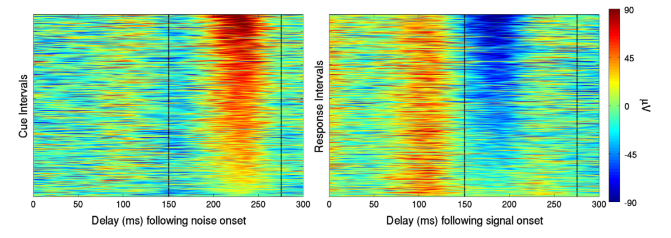 Cue Intervals
0 50 100 150 200 250 300
Delay (ms) following noise onset
Response Intervals
0 50 100 150 200 250 300
Delay (ms) following signal onset
90
45
0
-45
-90
µV